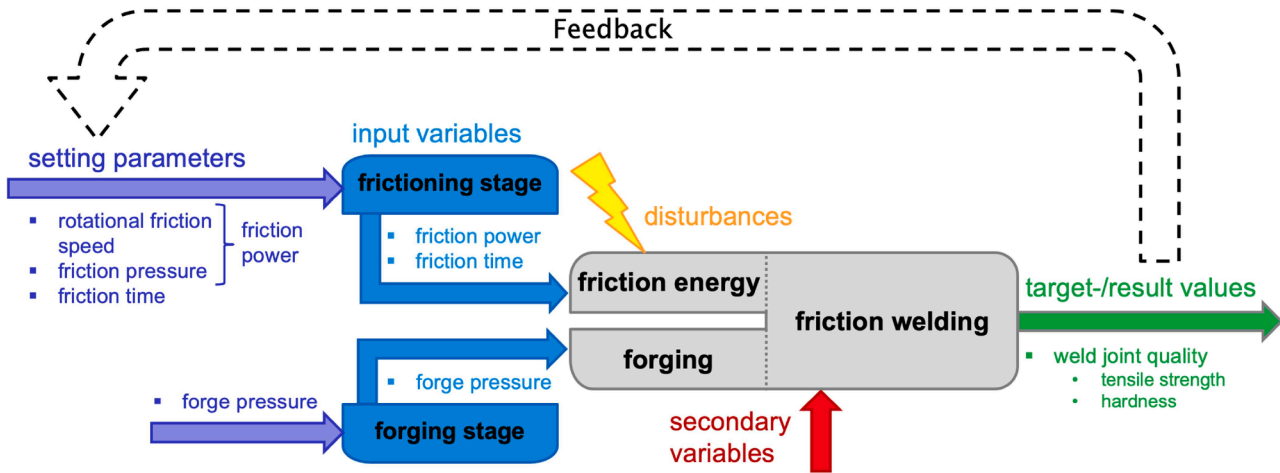 Feedback
input variables
setting parameters
frictioning stage
disturbances
▪ rotational friction
speed
▪ friction pressure
▪ friction time
friction
power
▪ friction power
▪ friction time
friction energy
friction welding
forging
target-/result values
▪ weld joint quality
• tensile strength
• hardness
▪ forge pressure
▪ forge pressure
forging stage
secondary
variables